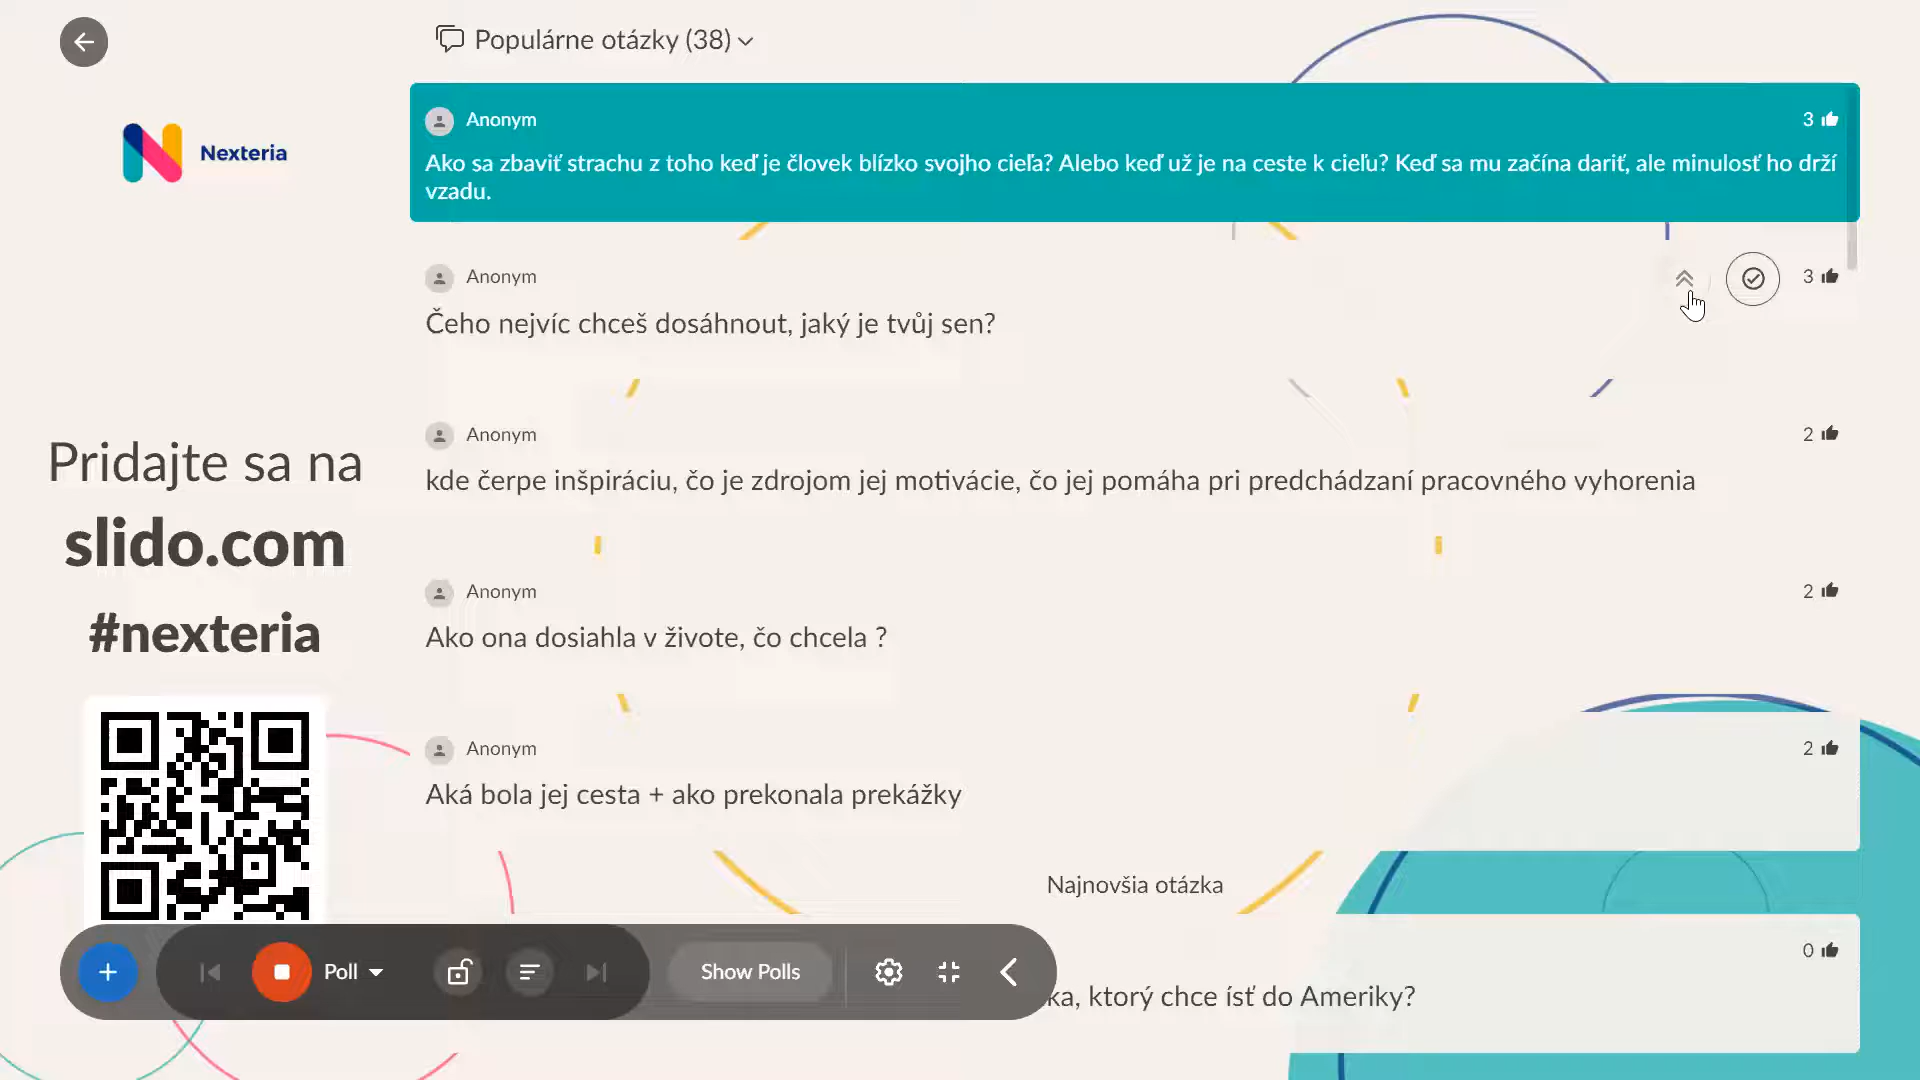 Populárne otázky (38)
Nexteria
Anonym
3
Ako sa zbaviť strachu z toho keď je človek blízko svojho cieľa? Alebo keď už je na ceste k cieľu? Keď sa mu začína dariť, ale minulosť ho drží
vzadu.
Anonym
3
Čeho nejvíc chceš dosáhnout, jaký je tvůj sen?
Anonym
2
kde čerpe inšpiráciu, čo je zdrojom jej motivácie, čo jej pomáha pri predchádzaní pracovného vyhorenia
Anonym
2
Ako ona dosiahla v živote, čo chcela ?
Anonym
2
Aká bola jej cesta + ako prekonala prekážky
Pridajte sa na
slido.com
#nexteria
Najnovšia otázka
0
ktorý chce ísť do Ameriky?
Poll
Show Polls